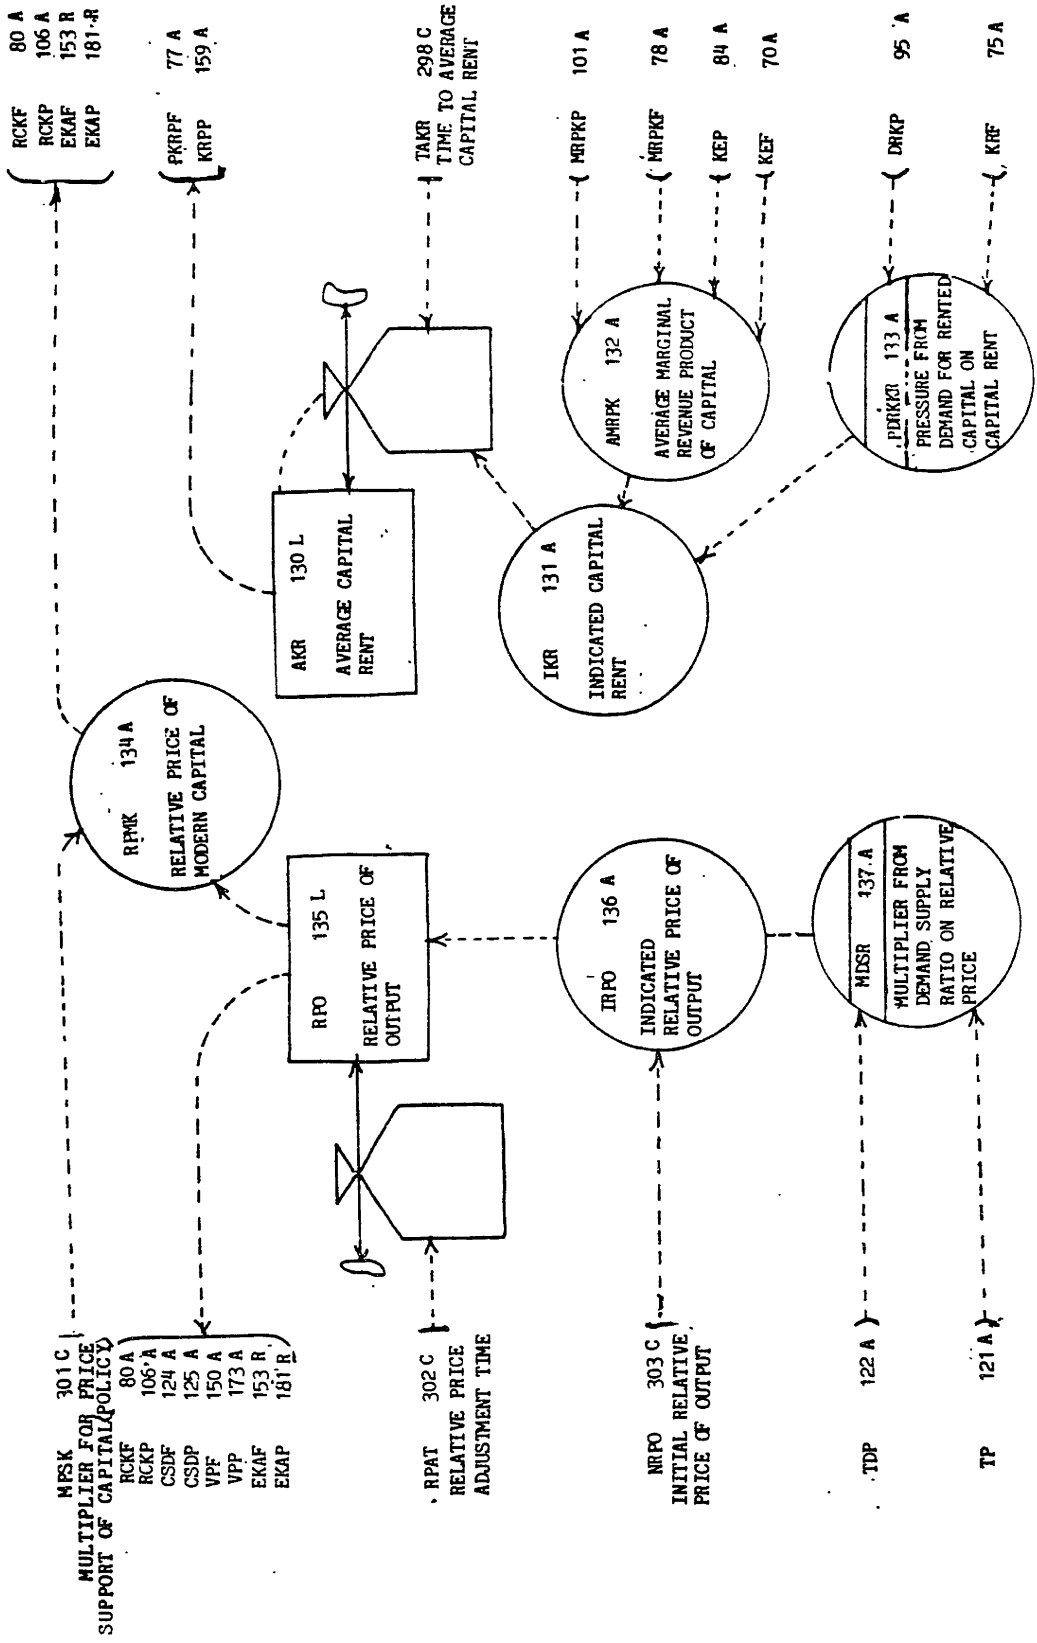 MPSK 301 C
MULTIPLIER FOR PRICE
SUPPORT OF CAPITAL(POLICY)
RCKF 80 A
RCKP 106 A
CSDF 124 A
CSDP 125 A
VPF 150 A
VPP 173 A
EKAF 153 R
EKAP 181 R
RPAT 302 C
RELATIVE PRICE
ADJUSTMENT TIME
NRPO 303 C
INITIAL RELATIVE
PRICE OF OUTPUT
TDP 122 A
TP 121 A
RPMK 134 A
RELATIVE PRICE OF
MODERN CAPITAL
RPO 135 L
RELATIVE PRICE OF
OUTPUT
IRPO 136 A
INDICATED
RELATIVE PRICE OF
OUTPUT
MDSR 137 A
MULTIPLIER FROM
DEMAND SUPPLY
RATIO ON RELATIVE
PRICE
AKR 130 L
AVERAGE CAPITAL
RENT
IKR 131 A
INDICATED CAPITAL
RENT
AMRPK 132 A
AVERAGE MARGINAL
REVENUE PRODUCT
OF CAPITAL
PDRKKR 133 A
PRESSURE FROM
DEMAND FOR RENTED
CAPITAL ON
CAPITAL RENT
RCKF 80 A
RCKP 106 A
EKAF 153 R
EKAP 181 R
PKRPF 77 A
KRPP 159 A
TAKR 298 C
TIME TO AVERAGE
CAPITAL RENT
MRPKP 101 A
MRPKF 78 A
KEP 84 A
KEF 70 A
DRKP 95 A
KRF 75 A